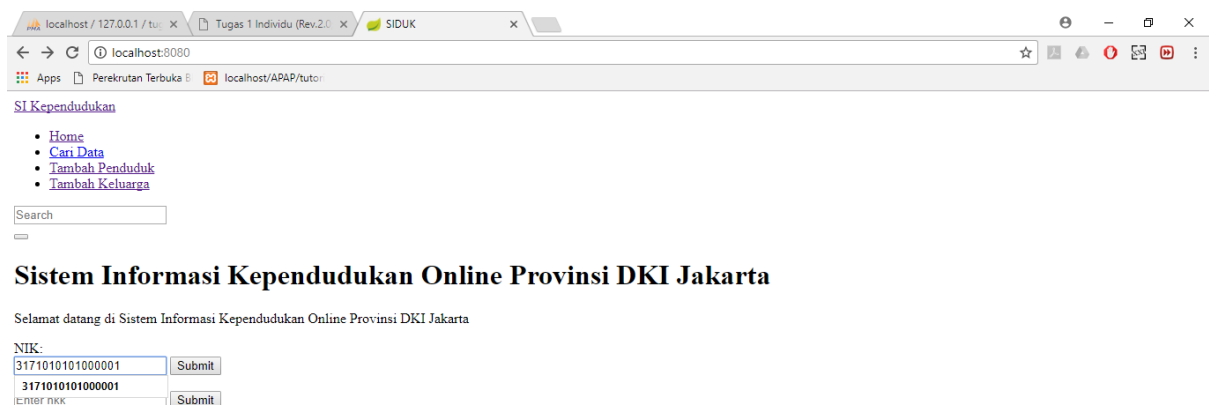 localhost / 127.0.0.1 / tug
Tugas 1 Individu (Rev.2.0
SIDUK
localhost:8080
Apps
Perekrutan Terbuka B
localhost/APAP/tutor
SI Kependudukan
Home
Cari Data
Tambah Penduduk
Tambah Keluarga
Search
Sistem Informasi Kependudukan Online Provinsi DKI Jakarta
Selamat datang di Sistem Informasi Kependudukan Online Provinsi DKI Jakarta
NIK:
3171010101000001 Submit
3171010101000001
Enter nkk Submit